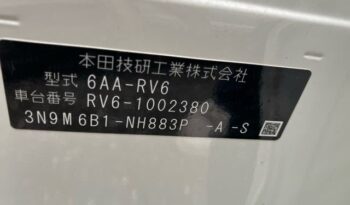 本田技研工業株式会社
型式 6AA-RV6
車台番号 RV6-1002380
3N9M6B1-NH883P -A-S